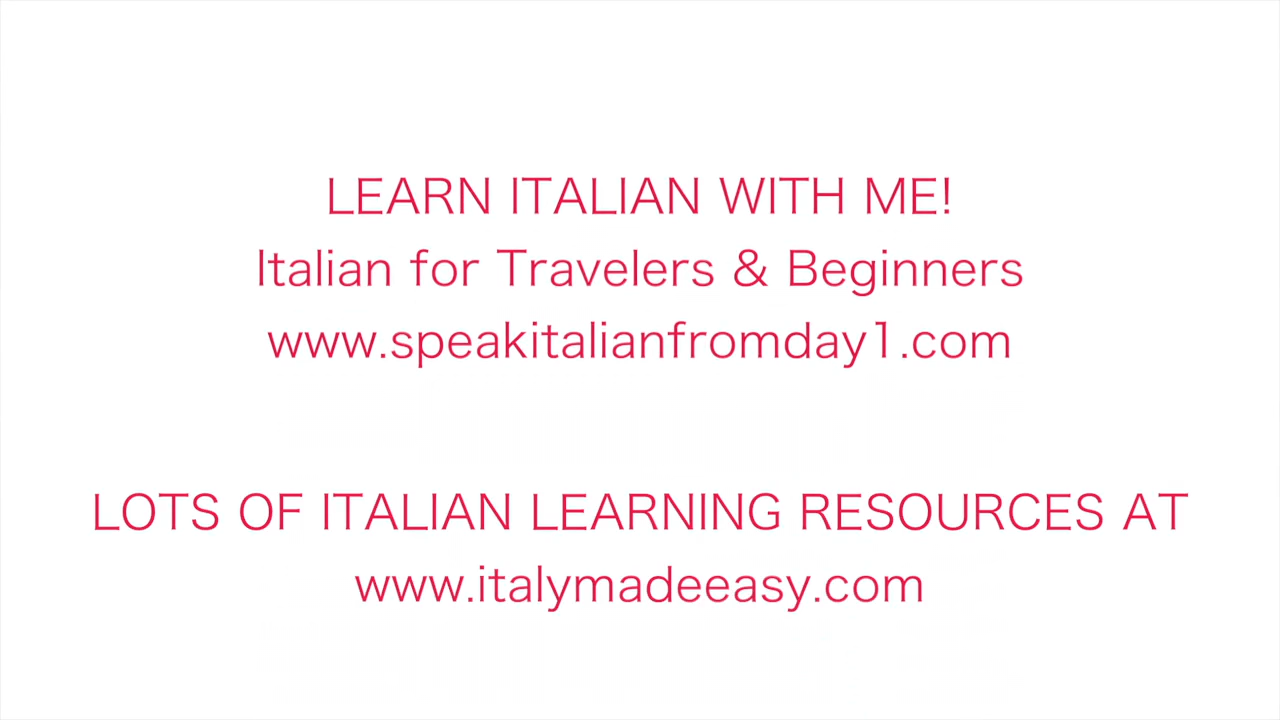 LEARN ITALIAN WITH ME!
Italian for Travelers & Beginners
www.speakitalianfromday1.com
LOTS OF ITALIAN LEARNING RESOURCES AT
www.italymadeeasy.com